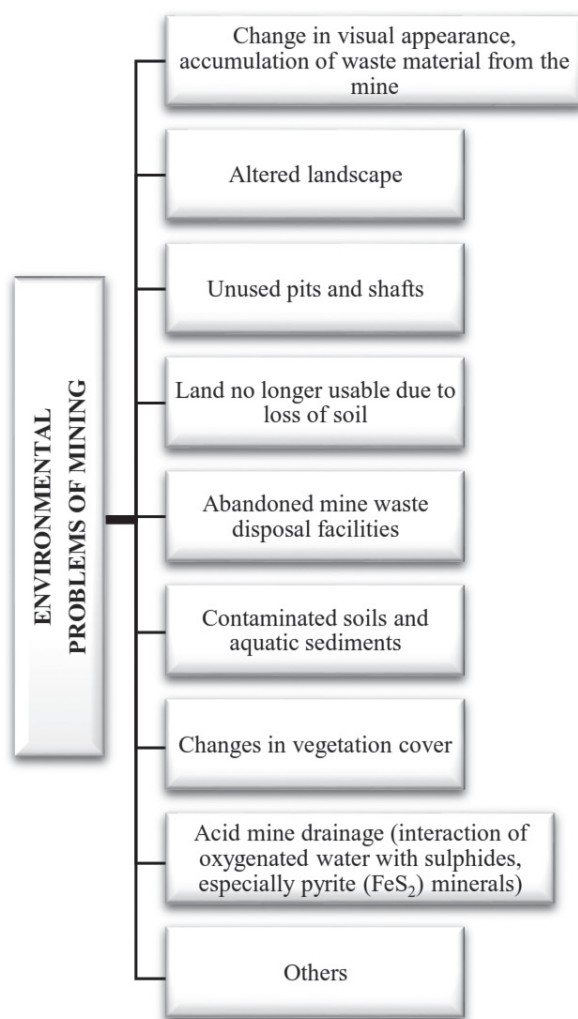 Change in visual appearance,
accumulation of waste material from the
mine
Altered landscape
Unused pits and shafts
Land no longer usable due to
loss of soil
ENVIRONMENTAL
PROBLEMS OF MINING
Abandoned mine waste
disposal facilities
Contaminated soils and
aquatic sediments
Changes in vegetation cover
Acid mine drainage (interaction of
oxygenated water with sulphides,
especially pyrite (FeS₂) minerals)
Others